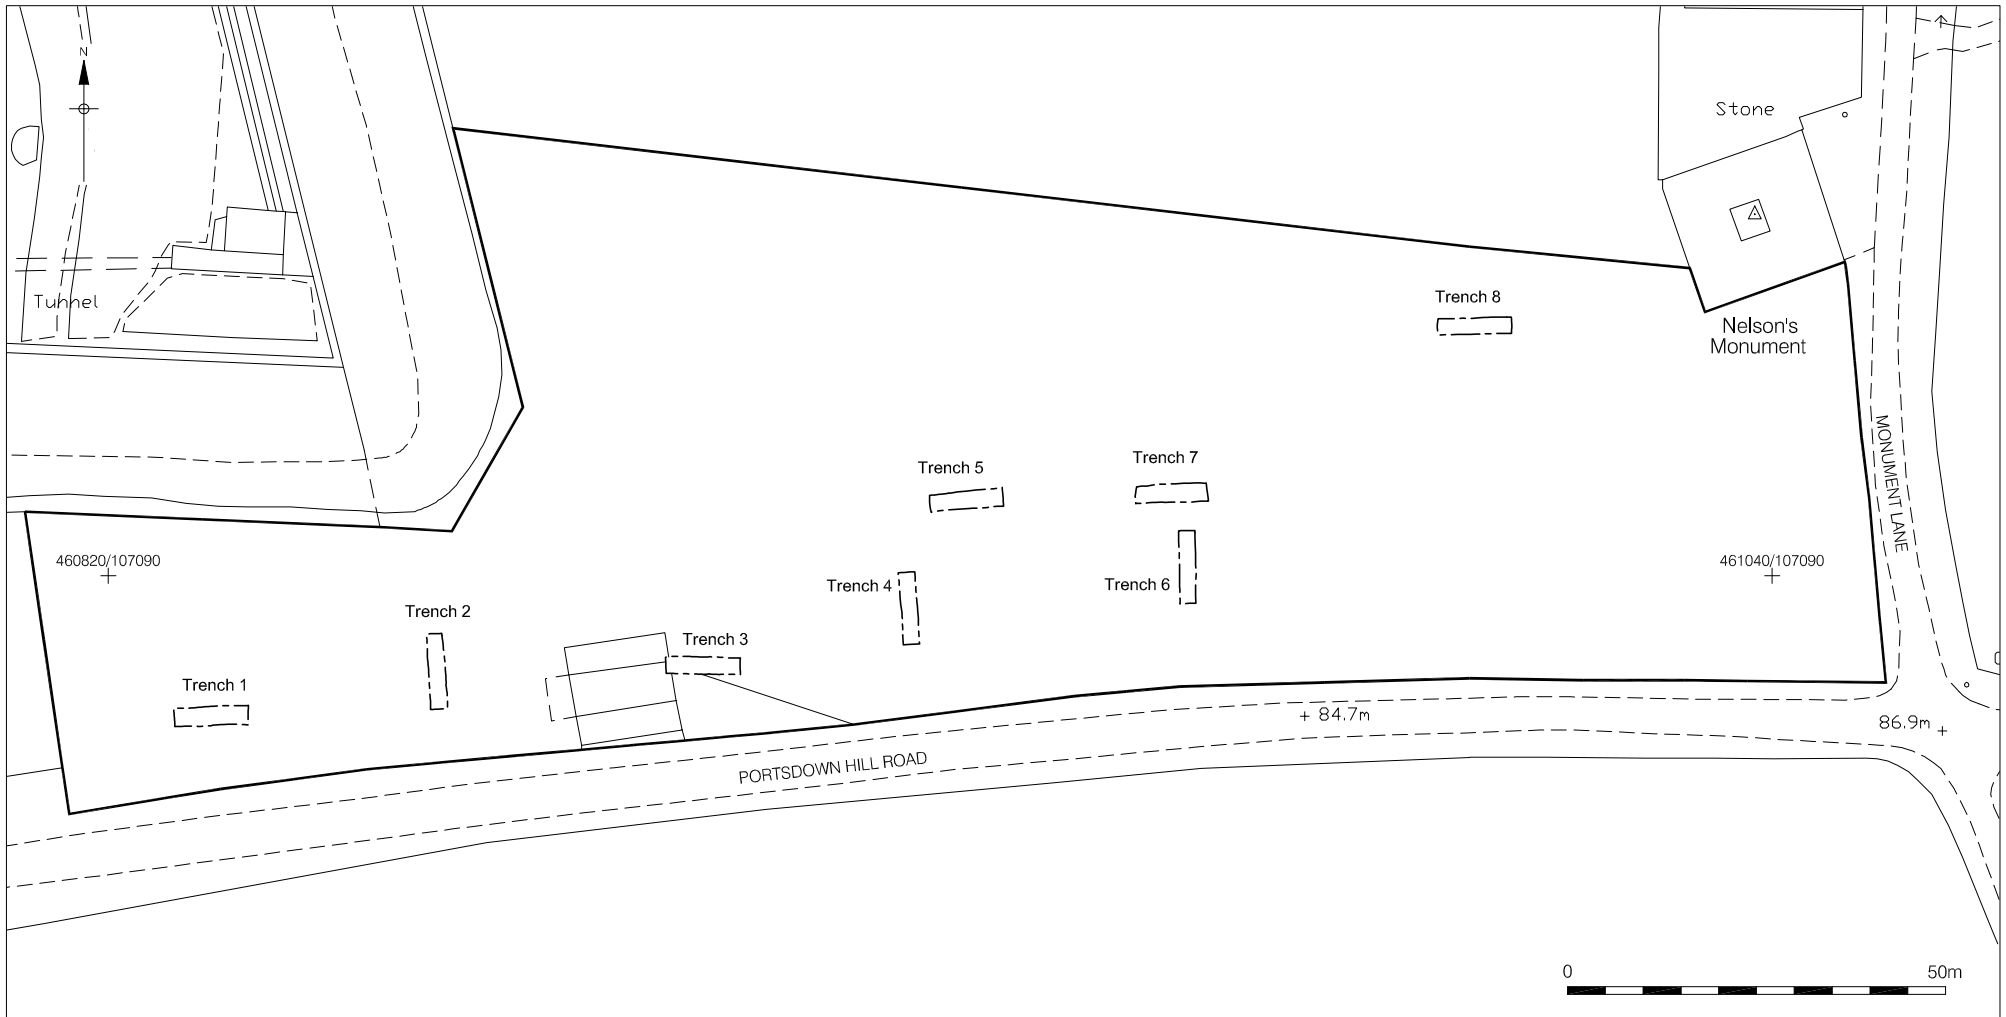 N
Stone
Tunnel
Trench 8
Nelson's
Monument
MONUMENT LANE
Trench 5
Trench 7
460820/107090
461040/107090
Trench 4
Trench 6
Trench 2
Trench 3
Trench 1
84.7m
86.9m
PORTSDOWN HILL ROAD
0
50m